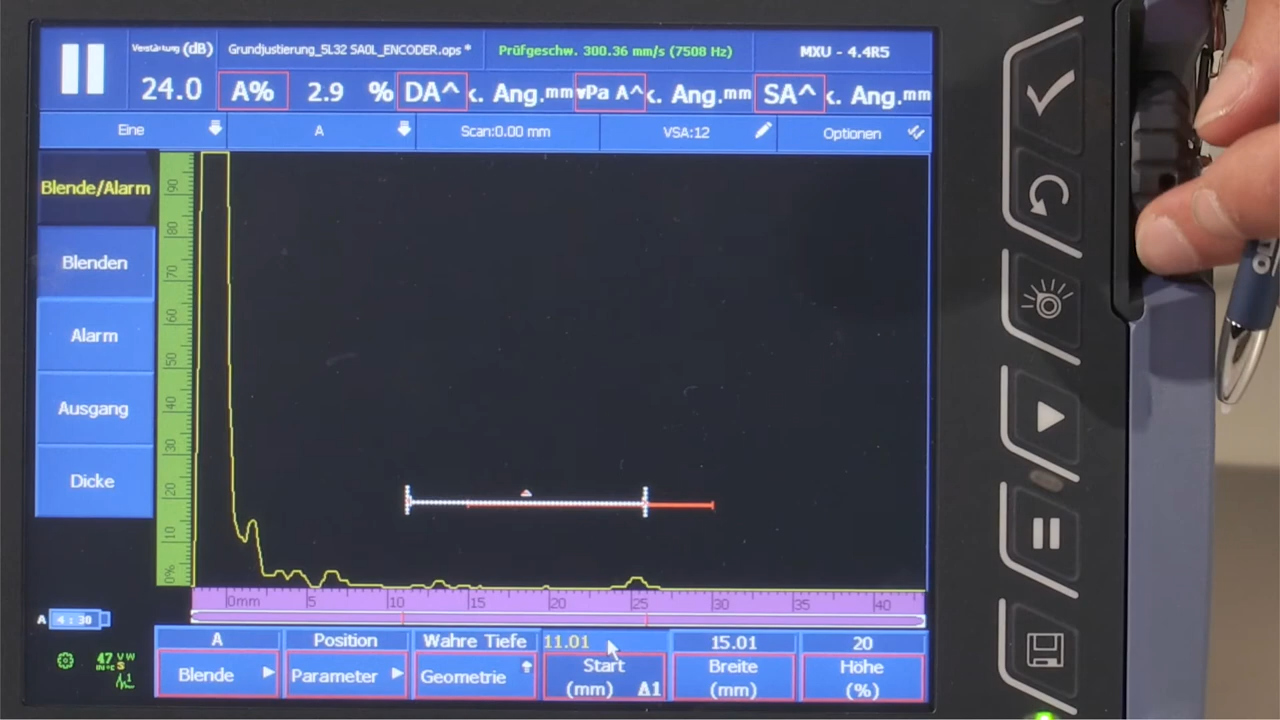 Verstärkung (dB)
24.0
Grundjustierung_5L32 SA0L_ENCODER.ops *
Prüfgeschw. 300.36 mm/s (7508 Hz)
MXU - 4.4R5
A% 2.9 % DA^ k. Ang.mm vPa A^ k. Ang.mm SA^ k. Ang.mm
Eine A Scan:0.00 mm VSA:12 Optionen
Blende/Alarm
Blenden
Alarm
Ausgang
Dicke
90
80
70
60
50
40
30
20
10
0%
0mm 5 10 15 20 25 30 35 40
A 4:30
47 IN°C V W S
A Position Wahre Tiefe 11.01 15.01 20
Blende Parameter Geometrie Start (mm) Δ1 Breite (mm) Höhe (%)